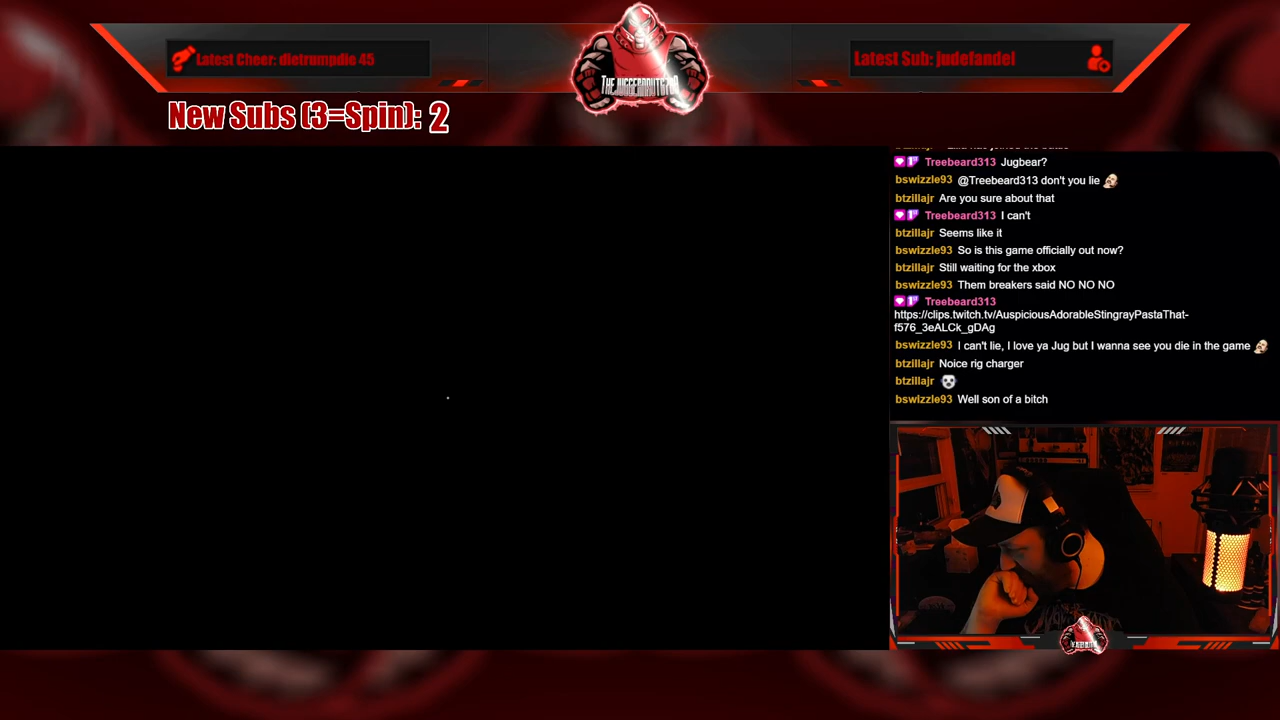 Latest Cheer: dietrumpdie 45
Latest Sub: judefandel
New Subs (3=Spin): 2
Treebeard313 Jugbear?
bswizzle93 @Treebeard313 don't you lie
btzillajr Are you sure about that
Treebeard313 I can't
btzillajr Seems like it
bswizzle93 So is this game officially out now?
btzillajr Still waiting for the xbox
bswizzle93 Them breakers said NO NO NO
Treebeard313
https://clips.twitch.tv/AuspiciousAdorableStingrayPastaThat-
f576_3eALCk_gDAg
bswizzle93 I can't lie, I love ya Jug but I wanna see you die in the game
btzillajr Noice rig charger
btzillajr
bswizzle93 Well son of a bitch